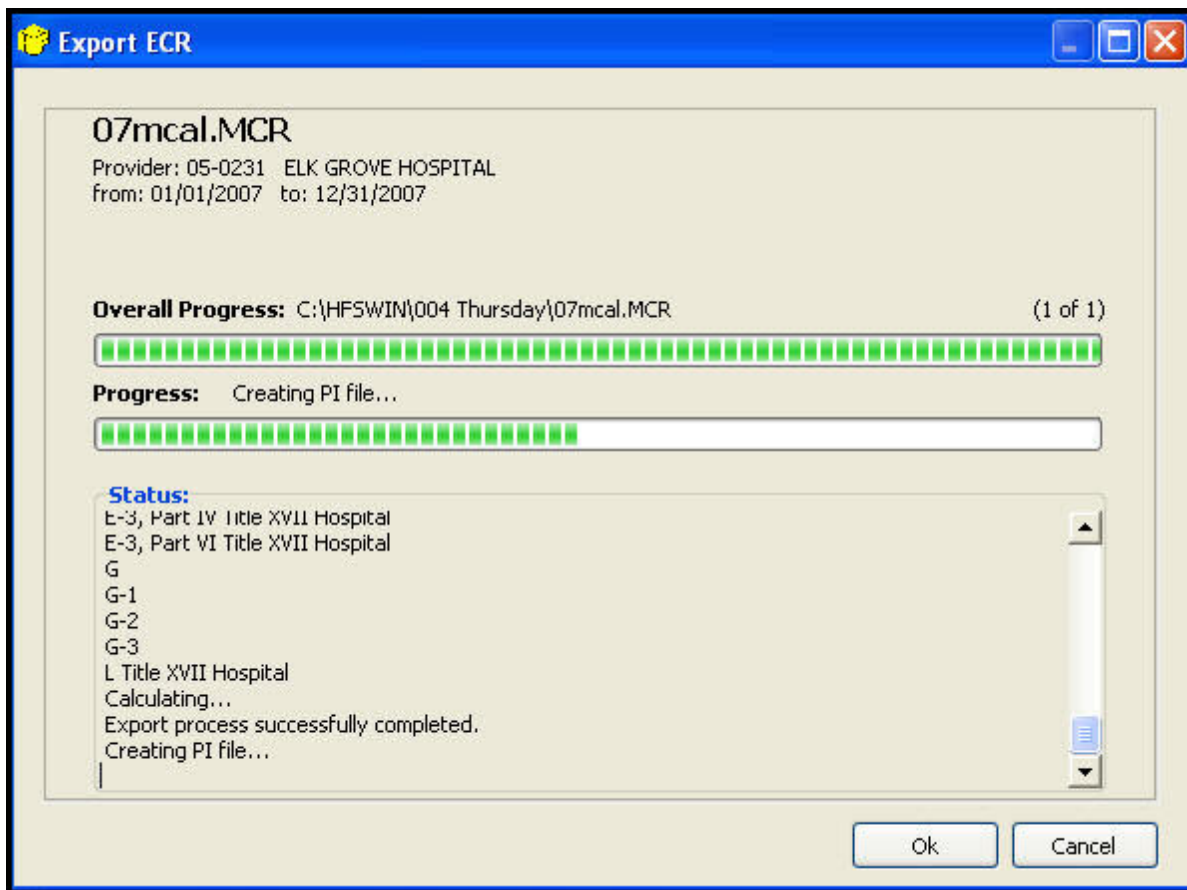 Export ECR
07mcal.MCR
Provider: 05-0231 ELK GROVE HOSPITAL
from: 01/01/2007 to: 12/31/2007
Overall Progress: C:\HFSWIN\004 Thursday\07mcal.MCR (1 of 1)
Progress: Creating PI file...
Status:
E-3, Part IV Title XVII Hospital
E-3, Part VI Title XVII Hospital
G
G-1
G-2
G-3
L Title XVII Hospital
Calculating...
Export process successfully completed.
Creating PI file...
Ok Cancel